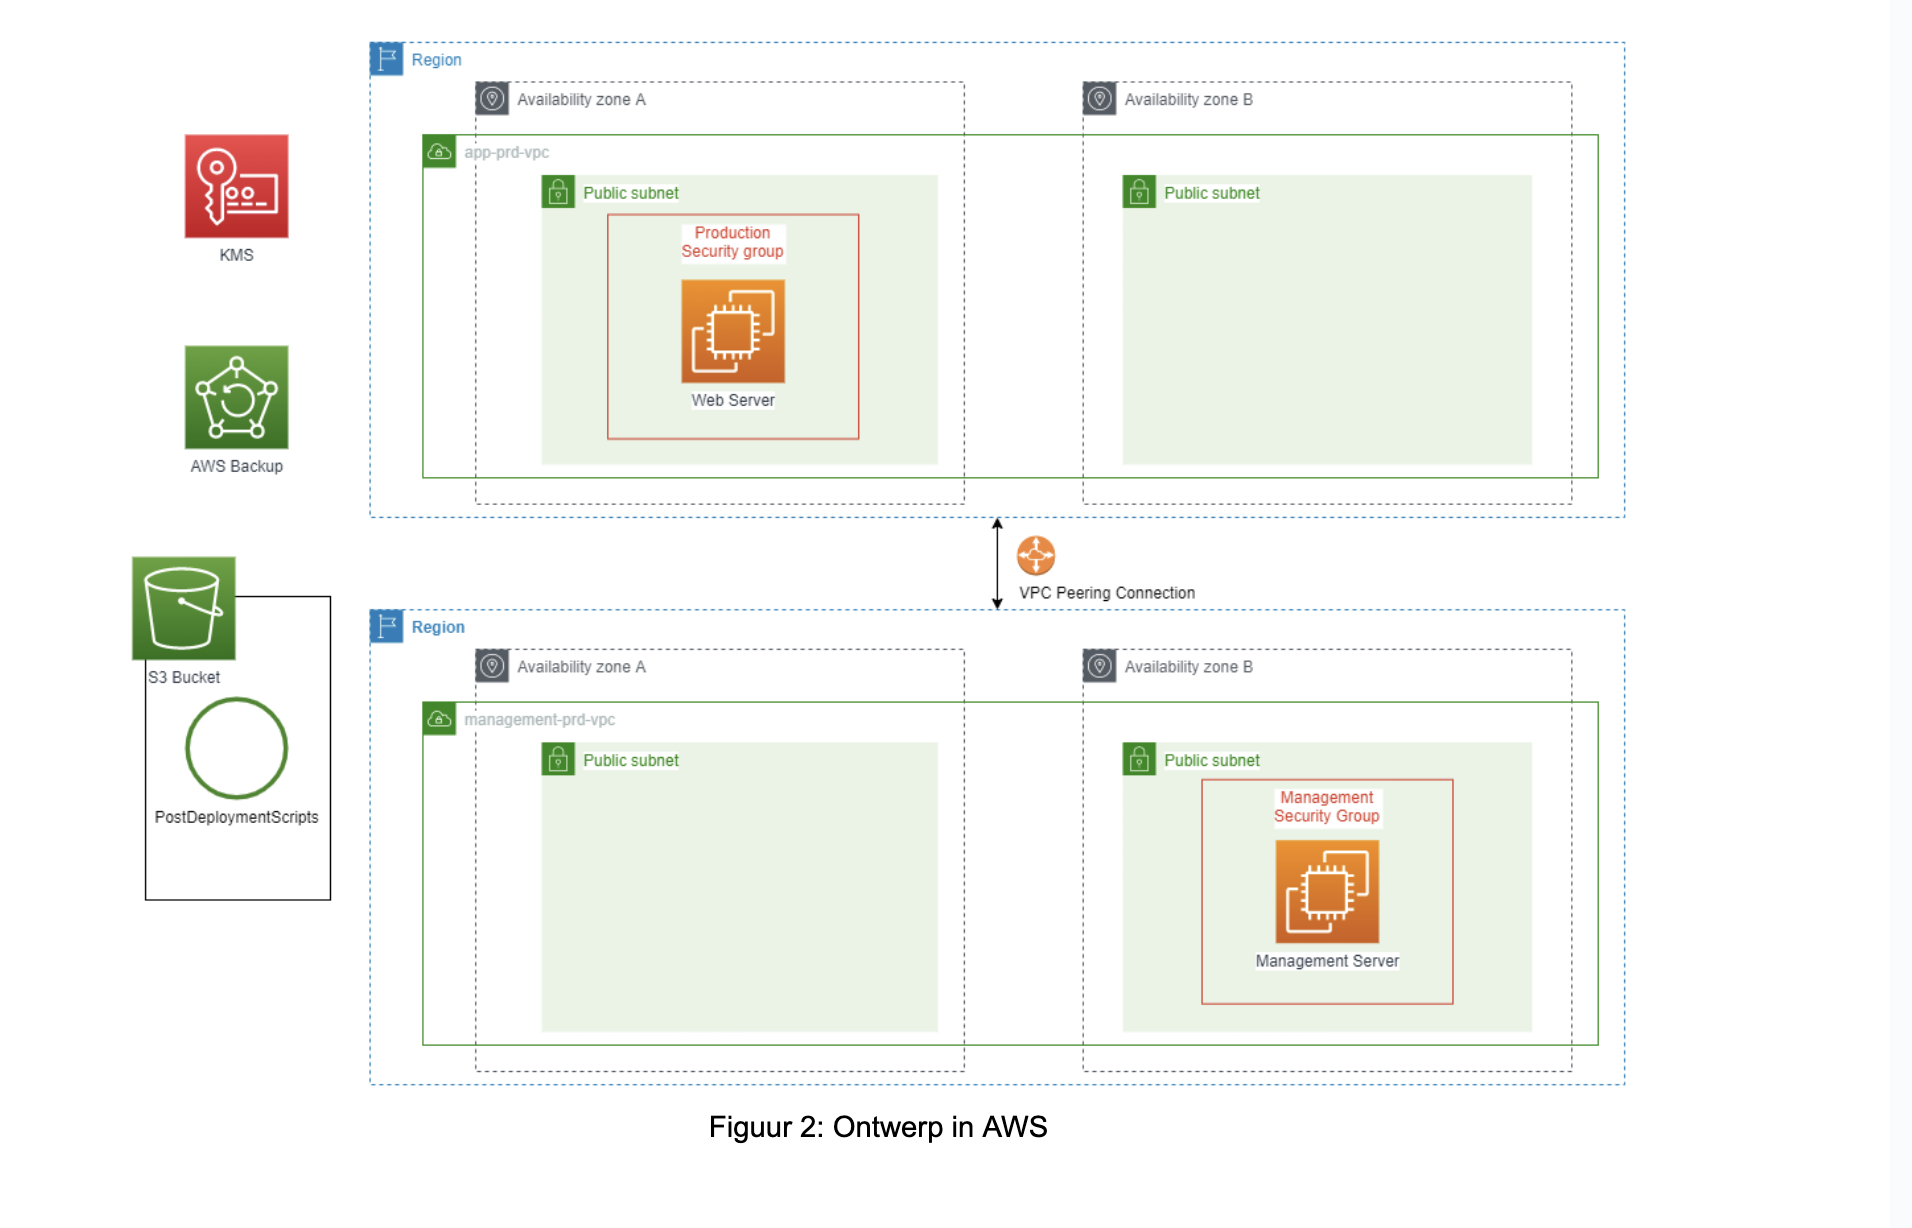 Region
Availability zone A
Availability zone B
app-prd-vpc
Public subnet
Public subnet
Production
Security group
Web Server
KMS
AWS Backup
VPC Peering Connection
S3 Bucket
PostDeploymentScripts
Region
Availability zone A
Availability zone B
management-prd-vpc
Public subnet
Public subnet
Management
Security Group
Management Server
Figuur 2: Ontwerp in AWS